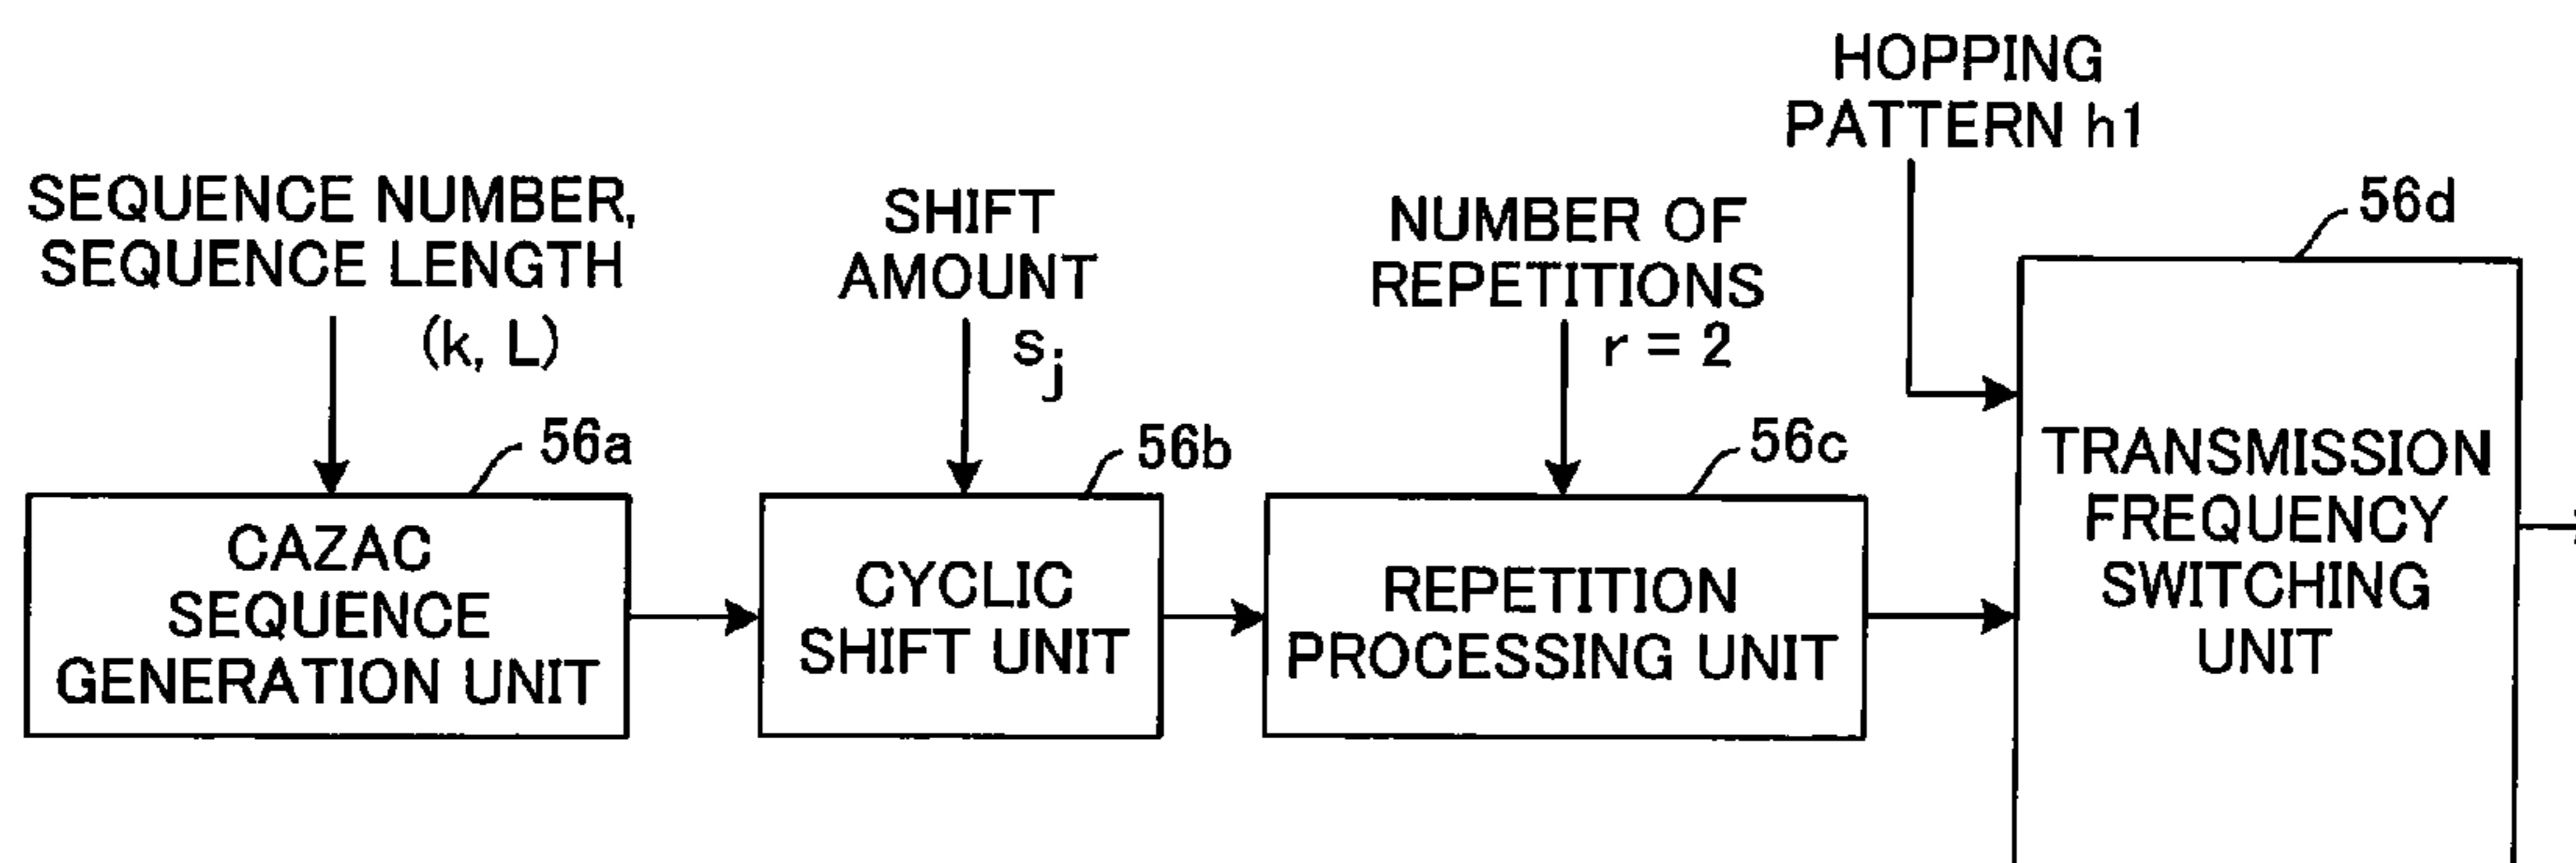 HOPPING
PATTERN h1
SEQUENCE NUMBER,
SEQUENCE LENGTH
(k, L)
SHIFT
AMOUNT
sj
NUMBER OF
REPETITIONS
r = 2
56a
56b
56c
56d
CAZAC
SEQUENCE
GENERATION UNIT
CYCLIC
SHIFT UNIT
REPETITION
PROCESSING UNIT
TRANSMISSION
FREQUENCY
SWITCHING
UNIT